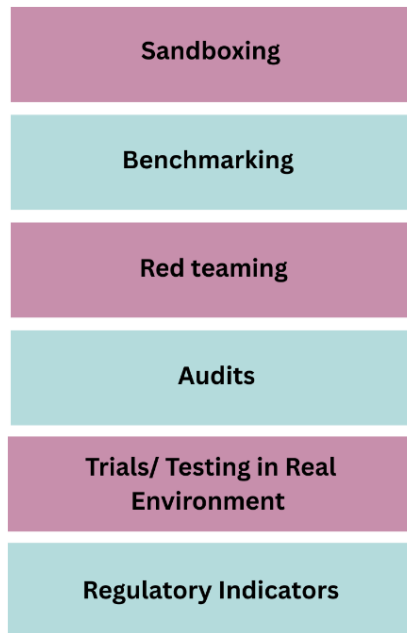 Sandboxing
Benchmarking
Red teaming
Audits
Trials/ Testing in Real
Environment
Regulatory Indicators